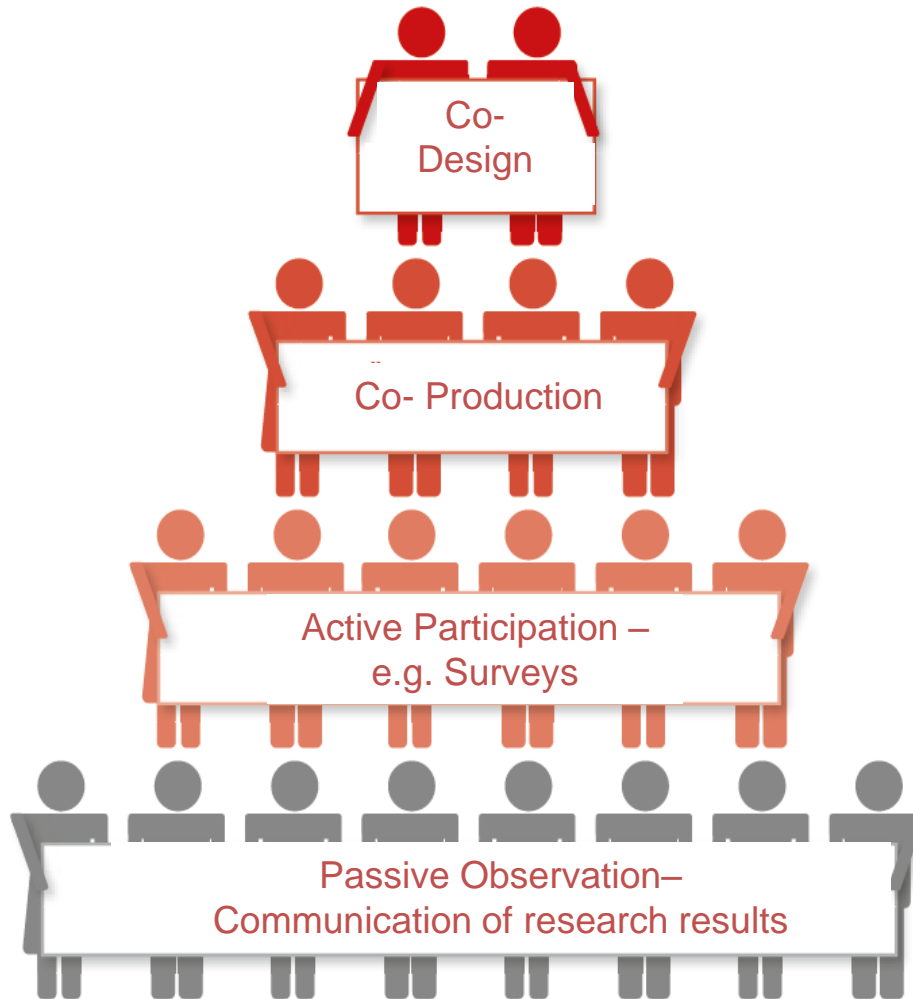 Co-
Design
Co- Production
Active Participation –
e.g. Surveys
Passive Observation–
Communication of research results